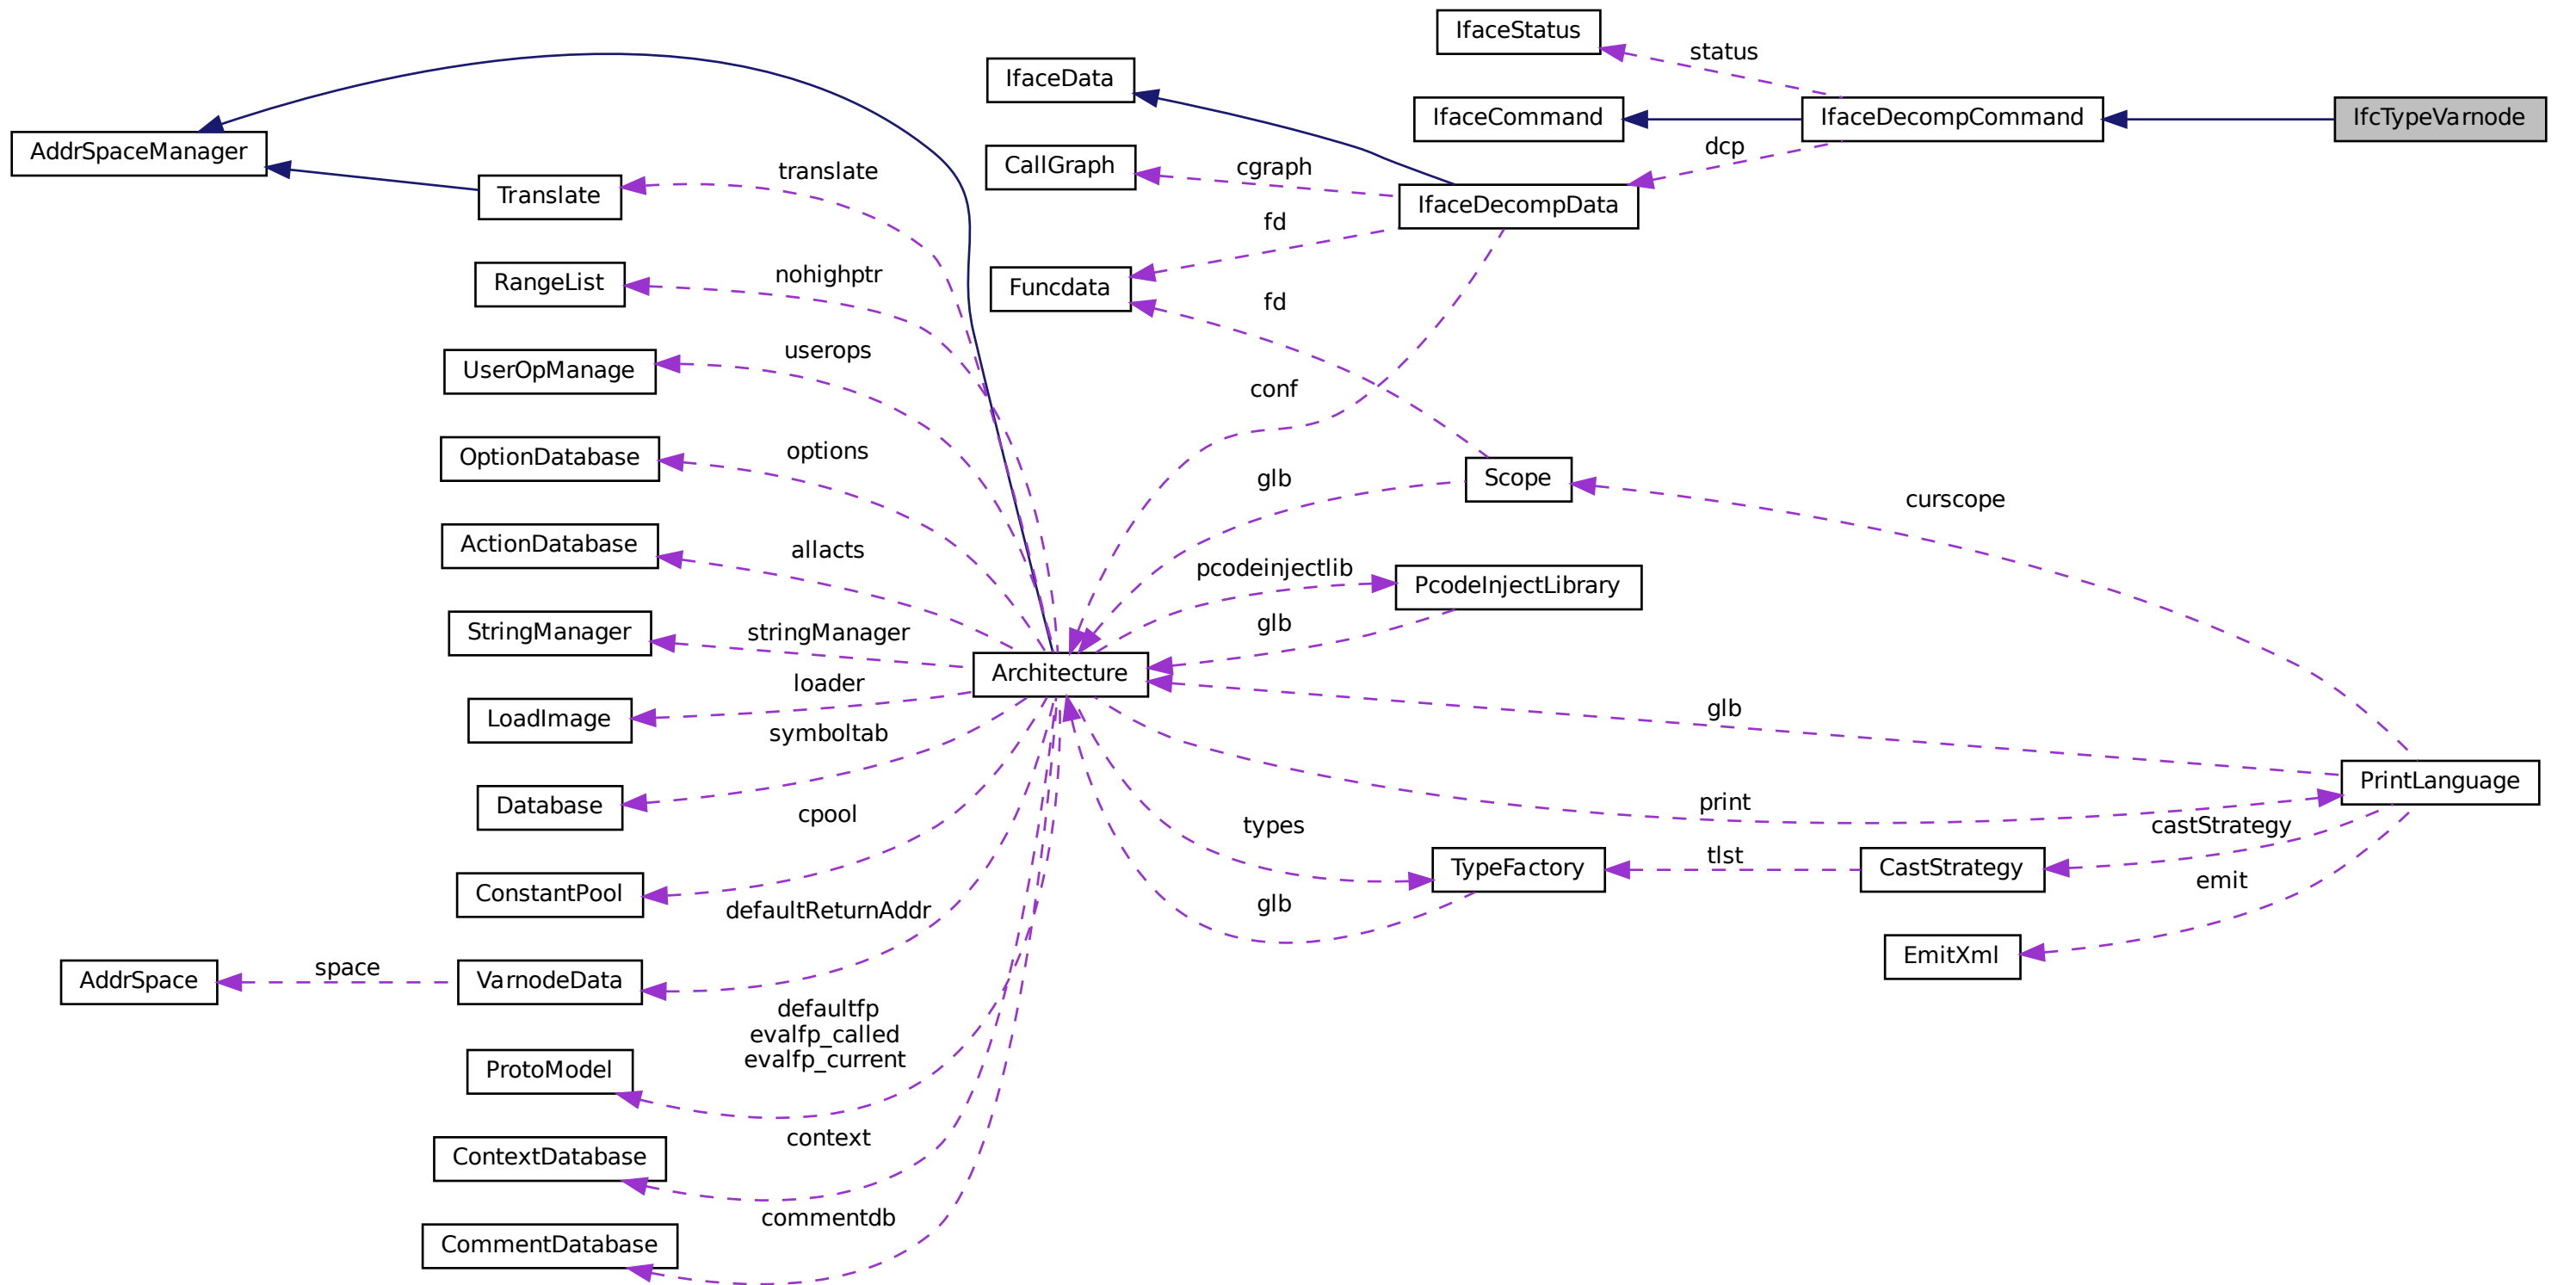 IfaceStatus
status
IfaceData
IfaceCommand
IfaceDecompCommand
IfcTypeVarnode
AddrSpaceManager
CallGraph
cgraph
dcp
translate
Translate
IfaceDecompData
fd
RangeList
nohighptr
Funcdata
fd
userops
UserOpManage
conf
options
OptionDatabase
glb
Scope
curscope
ActionDatabase
allacts
pcodeinjectlib
PcodeInjectLibrary
StringManager
stringManager
glb
Architecture
loader
LoadImage
glb
symboltab
PrintLanguage
Database
print
cpool
types
castStrategy
TypeFactory
tlst
CastStrategy
ConstantPool
emit
defaultReturnAddr
glb
EmitXml
AddrSpace
space
VarnodeData
defaultfp
evalfp_called
evalfp_current
ProtoModel
context
ContextDatabase
commentdb
CommentDatabase